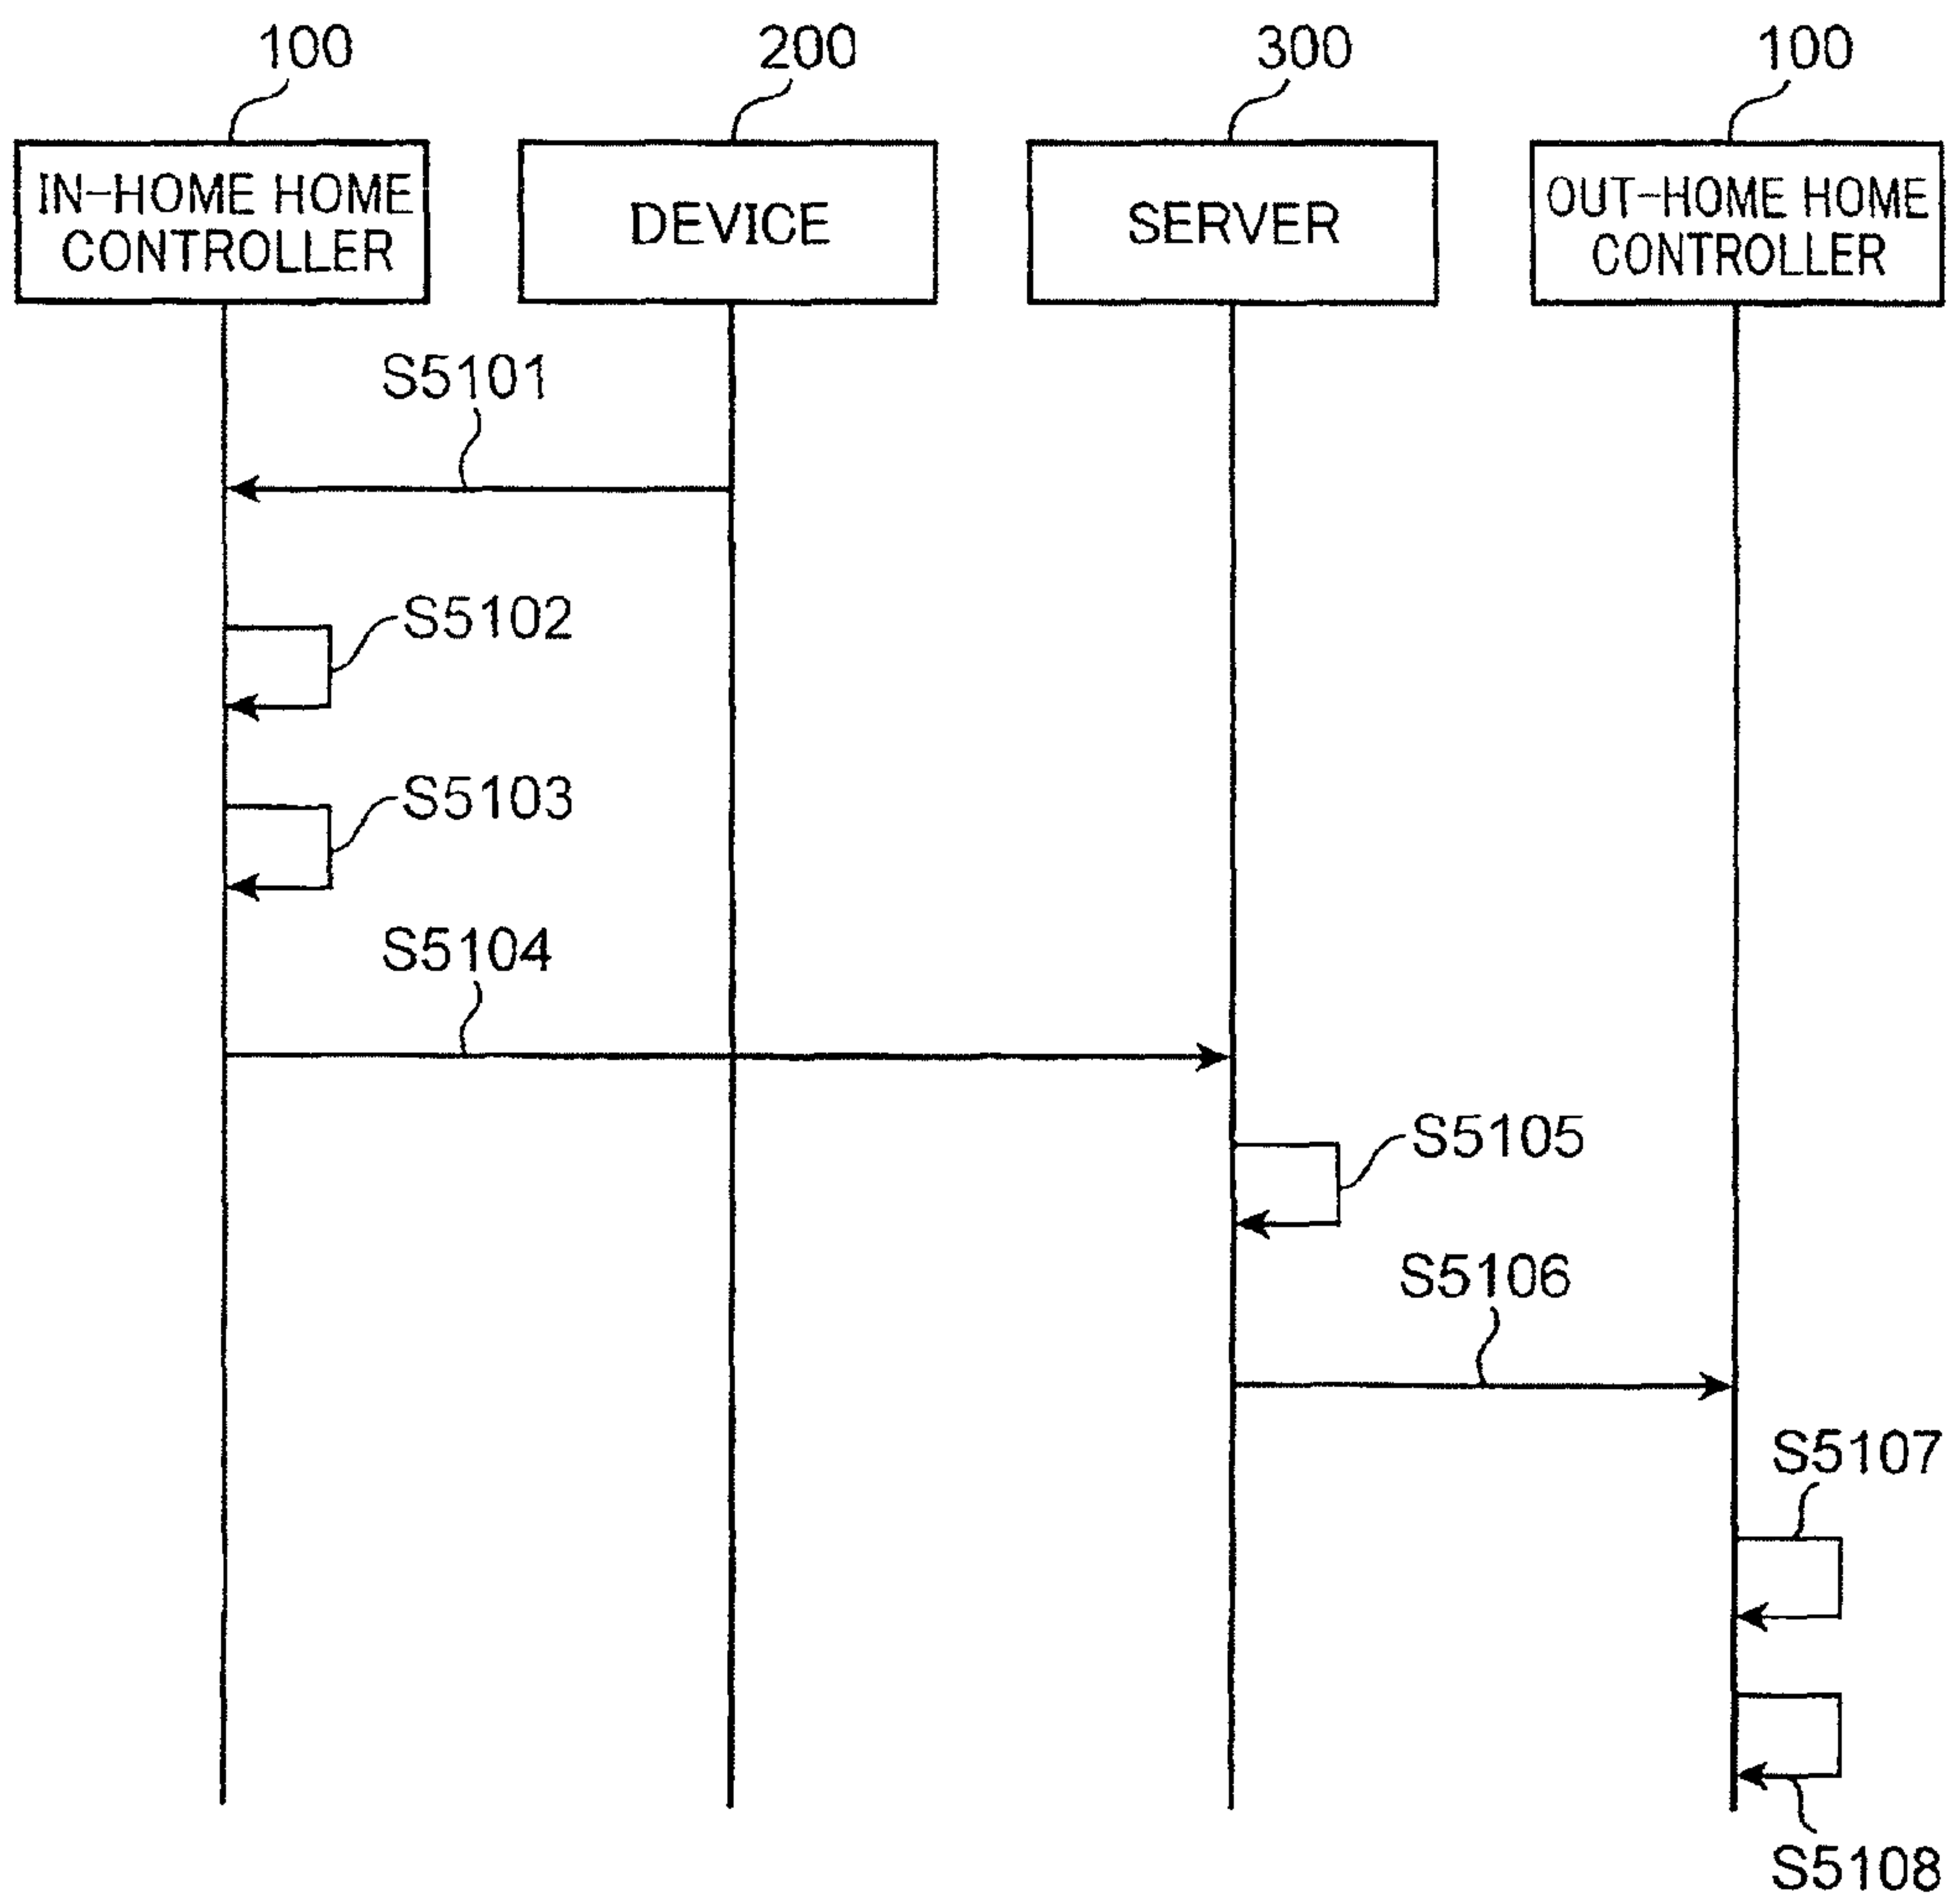 100
200
300
100
IN-HOME HOME
CONTROLLER
DEVICE
SERVER
OUT-HOME HOME
CONTROLLER
S5101
S5102
S5103
S5104
S5105
S5106
S5107
S5108